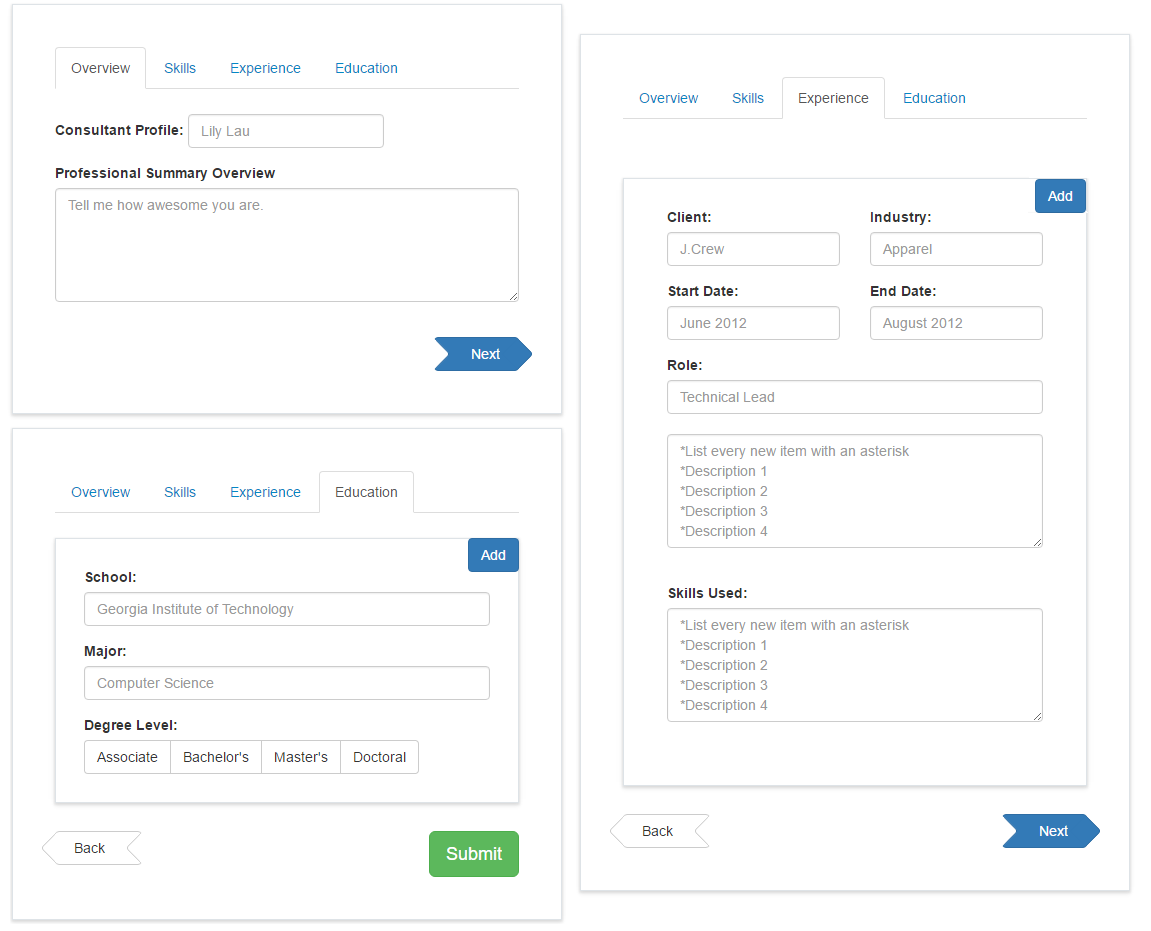 Overview Skills Experience Education
Consultant Profile: Lily Lau
Professional Summary Overview
Tell me how awesome you are.
Next
Overview Skills Experience Education
Add
School:
Georgia Institute of Technology
Major:
Computer Science
Degree Level:
Associate Bachelor's Master's Doctoral
Back Submit
Overview Skills Experience Education
Add
Client: Industry:
J.Crew Apparel
Start Date: End Date:
June 2012 August 2012
Role:
Technical Lead
*List every new item with an asterisk
*Description 1
*Description 2
*Description 3
*Description 4
Skills Used:
*List every new item with an asterisk
*Description 1
*Description 2
*Description 3
*Description 4
Back Next